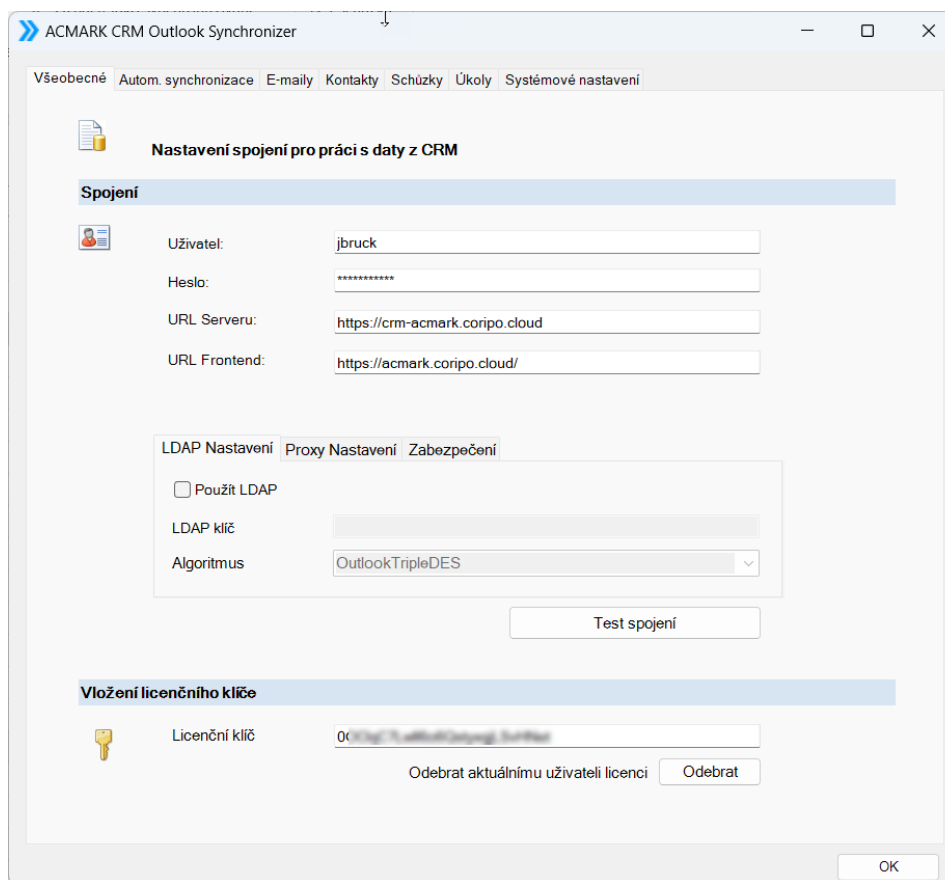 ACMARK CRM Outlook Synchronizer
Všeobecné Autom. synchronizace E-maily Kontakty Schúzky Úkoly Systémové nastavení
Nastavení spojení pro práci s daty z CRM
Spojení
Uživatel: jbruck
Heslo: ***********
URL Serveru: https://crm-acmark.coripo.cloud
URL Frontend: https://acmark.coripo.cloud/
LDAP Nastavení Proxy Nastavení Zabezpečení
Použít LDAP
LDAP klíč
Algoritmus OutlookTripleDES
Test spojení
Vložení licenčního klíče
Licenční klíč
Odebrat aktuálnímu uživateli licenci Odebrat
OK